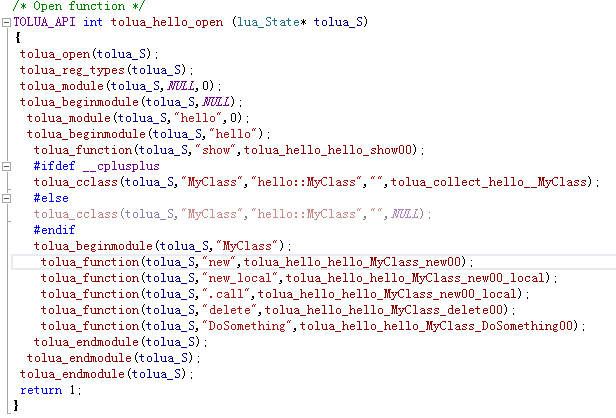 /* Open function */
TOLUA_API int tolua_hello_open (lua_State* tolua_S)
{
tolua_open(tolua_S);
tolua_reg_types(tolua_S);
tolua_module(tolua_S,NULL,0);
tolua_beginmodule(tolua_S,NULL);
tolua_module(tolua_S,"hello",0);
tolua_beginmodule(tolua_S,"hello");
tolua_function(tolua_S,"show",tolua_hello_hello_show00);
#ifdef __cplusplus
tolua_cclass(tolua_S,"MyClass","hello::MyClass","",tolua_collect_hello__MyClass);
#else
tolua_cclass(tolua_S,"MyClass","hello::MyClass","",NULL);
#endif
tolua_beginmodule(tolua_S,"MyClass");
tolua_function(tolua_S,"new",tolua_hello_hello_MyClass_new00);
tolua_function(tolua_S,"new_local",tolua_hello_hello_MyClass_new00_local);
tolua_function(tolua_S,".call",tolua_hello_hello_MyClass_new00_local);
tolua_function(tolua_S,"delete",tolua_hello_hello_MyClass_delete00);
tolua_function(tolua_S,"DoSomething",tolua_hello_hello_MyClass_DoSomething00);
tolua_endmodule(tolua_S);
tolua_endmodule(tolua_S);
tolua_endmodule(tolua_S);
return 1;
}